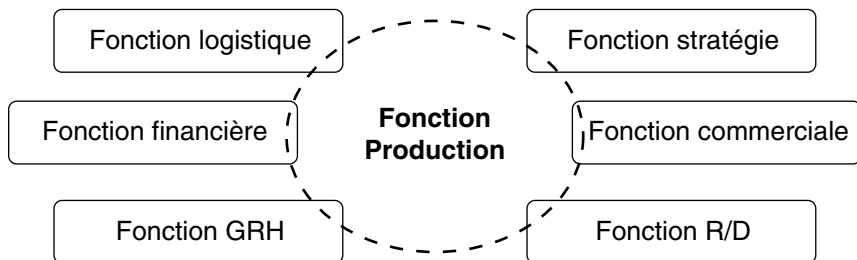 Fonction logistique
Fonction stratégie
Fonction financière
Fonction
Production
Fonction commerciale
Fonction GRH
Fonction R/D